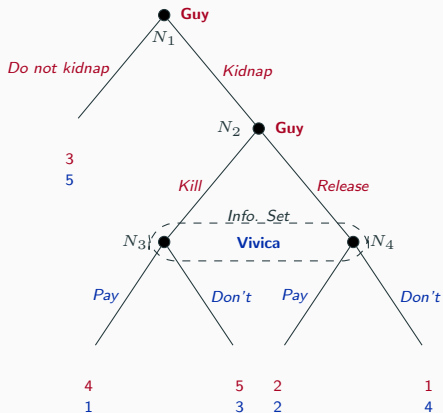 Guy
N1
Do not kidnap
Kidnap
N2
Guy
3
5
Kill
Release
Info. Set
N3
Vivica
N4
Pay
Don't
Pay
Don't
4 5 2 1
1 3 2 4